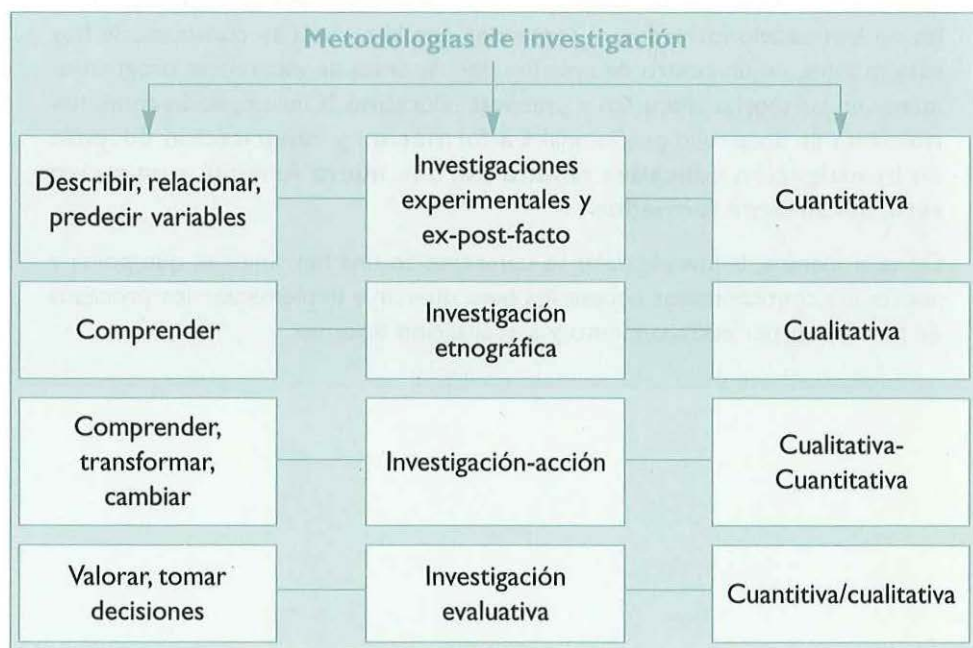 Metodologías de investigación
Describir, relacionar,
predecir variables
Investigaciones
experimentales y
ex-post-facto
Cuantitativa
Comprender
Investigación
etnográfica
Cualitativa
Comprender,
transformar,
cambiar
Investigación-acción
Cualitativa-
Cuantitativa
Valorar, tomar
decisiones
Investigación
evaluativa
Cuantitiva/cualitativa